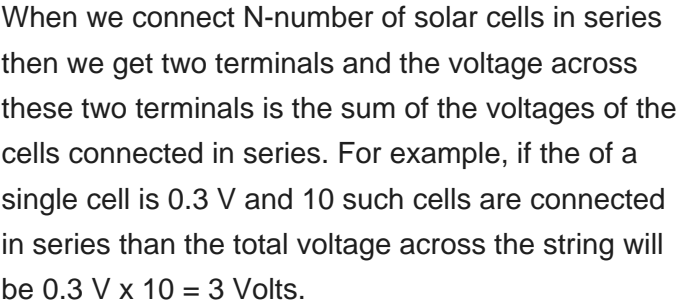 When we connect N-number of solar cells in series
then we get two terminals and the voltage across
these two terminals is the sum of the voltages of the
cells connected in series. For example, if the of a
single cell is 0.3 V and 10 such cells are connected
in series than the total voltage across the string will
be 0.3 V x 10 = 3 Volts.